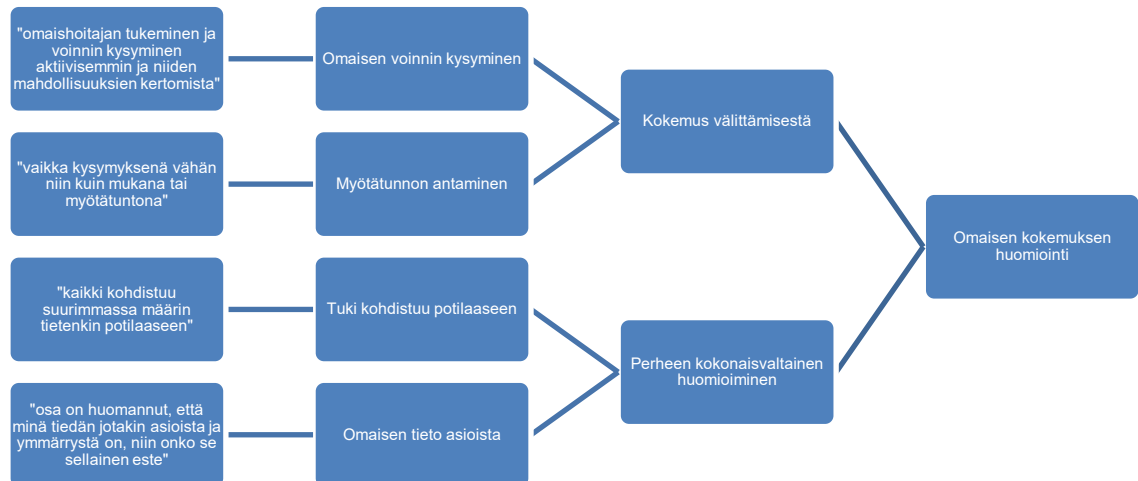 "omaishoitajan tukeminen ja
voinnin kysyminen
aktiivisemmin ja niiden
mahdollisuuksien kertomista"
Omaisen voinnin kysyminen
"vaikka kysymyksenä vähän
niin kuin mukana tai
myötätuntona"
Myötätunnon antaminen
Kokemus välittämisestä
"kaikki kohdistuu
suurimmassa määrin
tietenkin potilaaseen"
Tuki kohdistuu potilaaseen
"osa on huomannut, että
minä tiedän jotakin asioista ja
ymmärrystä on, niin onko se
sellainen este"
Omaisen tieto asioista
Perheen kokonaisvaltainen
huomioiminen
Omaisen kokemuksen
huomiointi